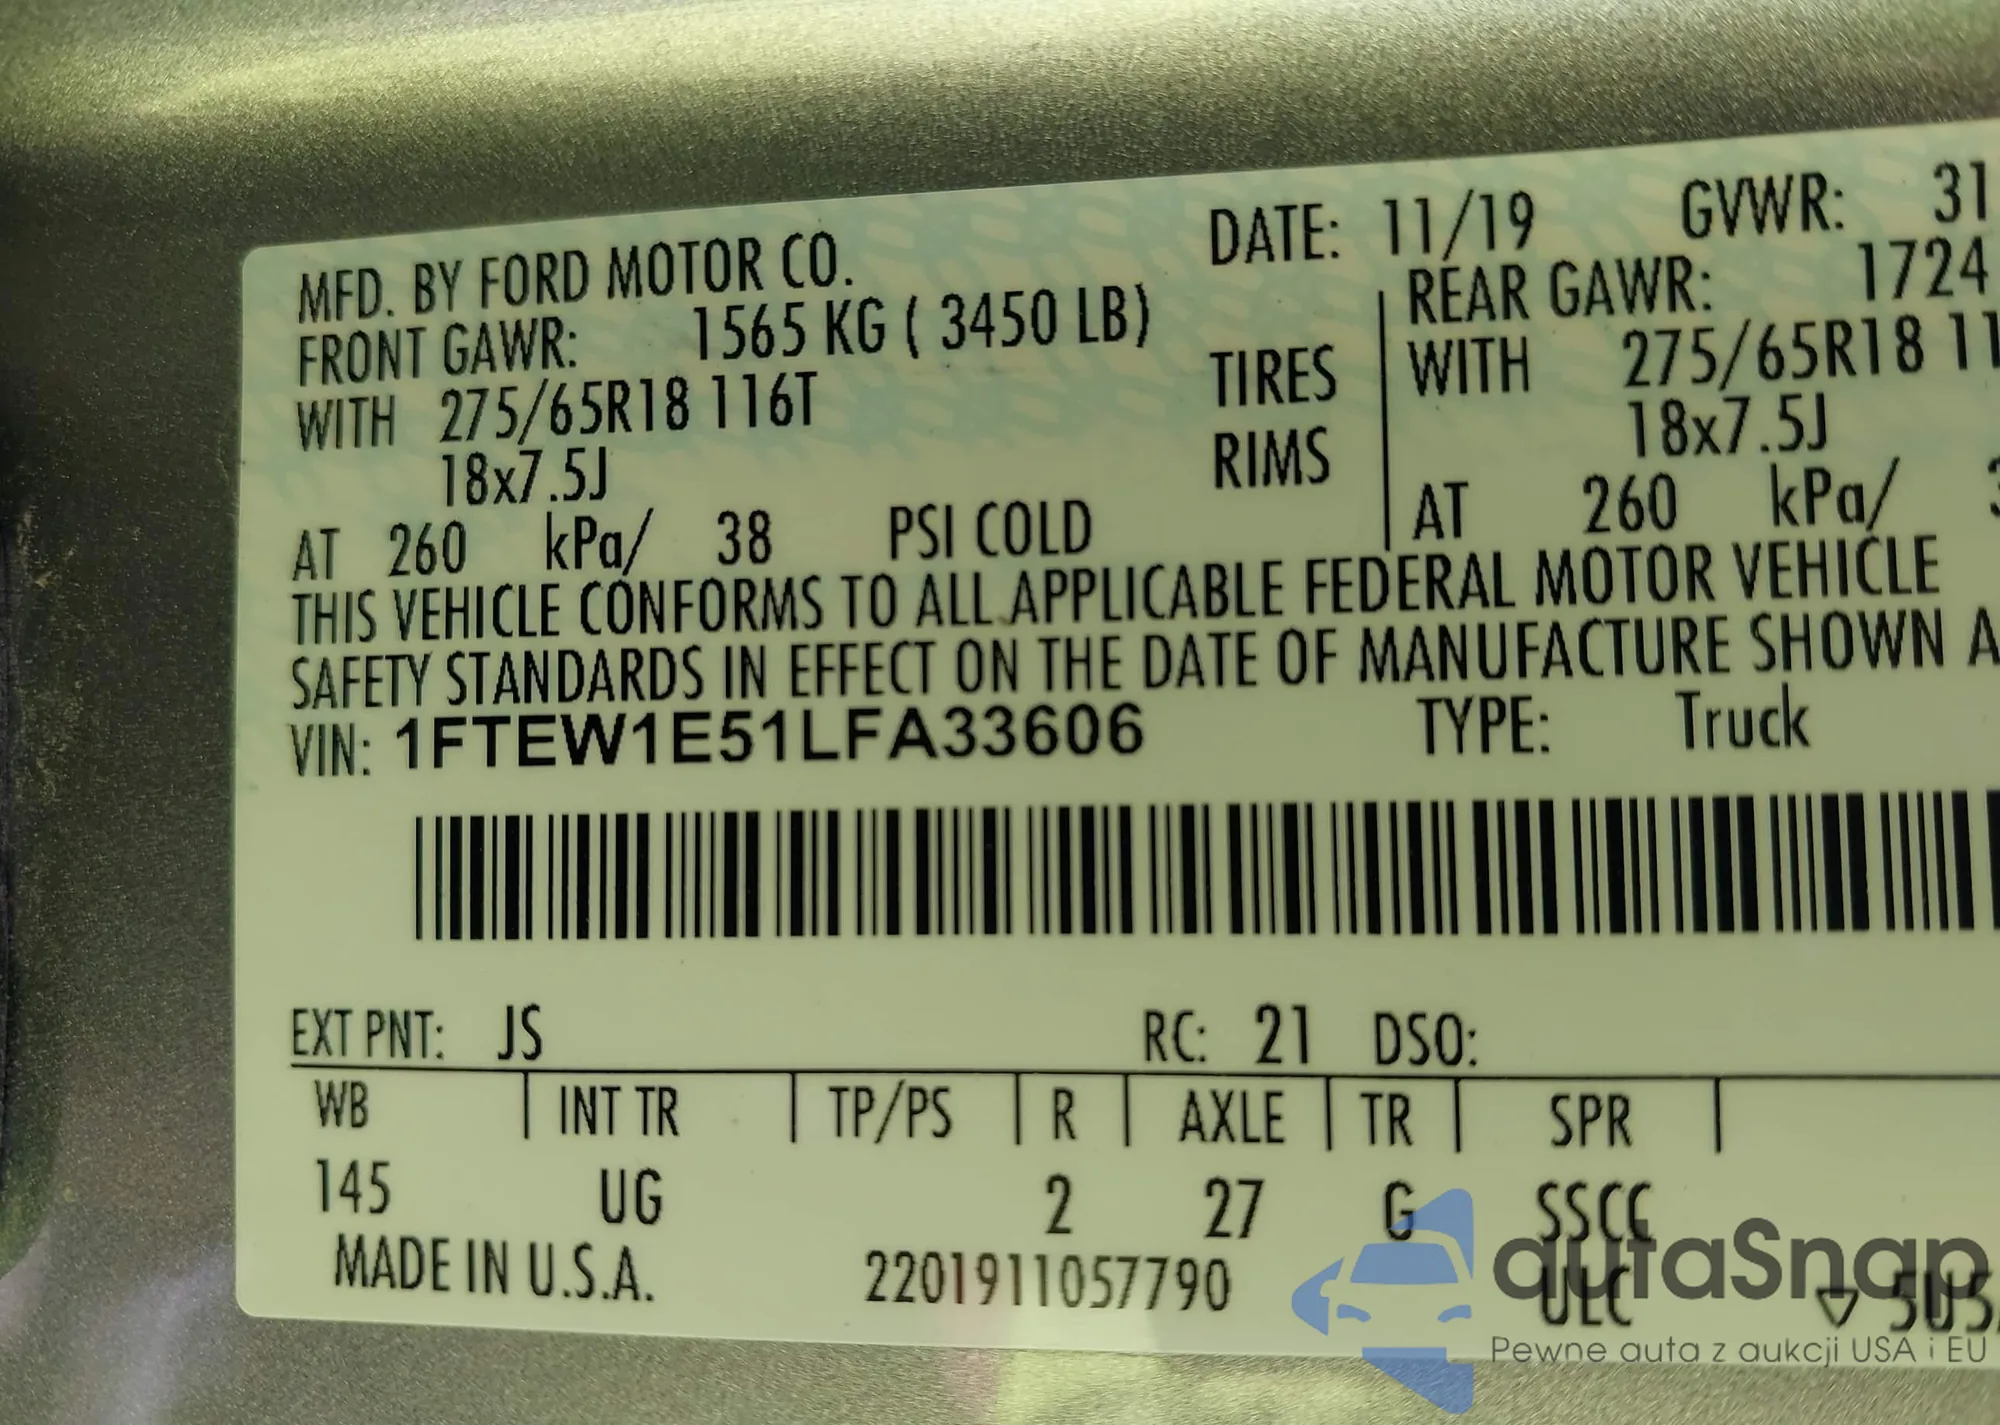 MFD. BY FORD MOTOR CO. DATE: 11/19 GVWR: 31
FRONT GAWR: 1565 KG ( 3450 LB) REAR GAWR: 1724
WITH 275/65R18 116T TIRES WITH 275/65R18 11
18x7.5J RIMS 18x7.5J
AT 260 kPa/ 38 PSI COLD AT 260 kPa/
THIS VEHICLE CONFORMS TO ALL APPLICABLE FEDERAL MOTOR VEHICLE
SAFETY STANDARDS IN EFFECT ON THE DATE OF MANUFACTURE SHOWN A
VIN: 1FTEW1E51LFA33606 TYPE: Truck
EXT PNT: JS RC: 21 DSO:
WB INT TR TP/PS R AXLE TR SPR
145 UG 2 27 G SSCC
MADE IN U.S.A. 2201911057790 ULC ▽ 5U5
autaSnap
Pewne auta z aukcji USA i EU